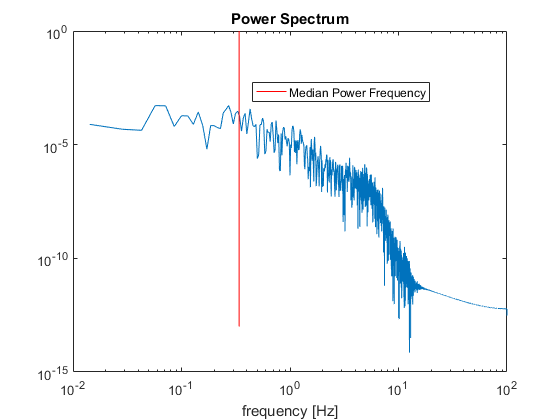 Power Spectrum
10^0
Median Power Frequency
10^-5
10^-10
10^-15
10^-2 10^-1 10^0 10^1 10^2
frequency [Hz]